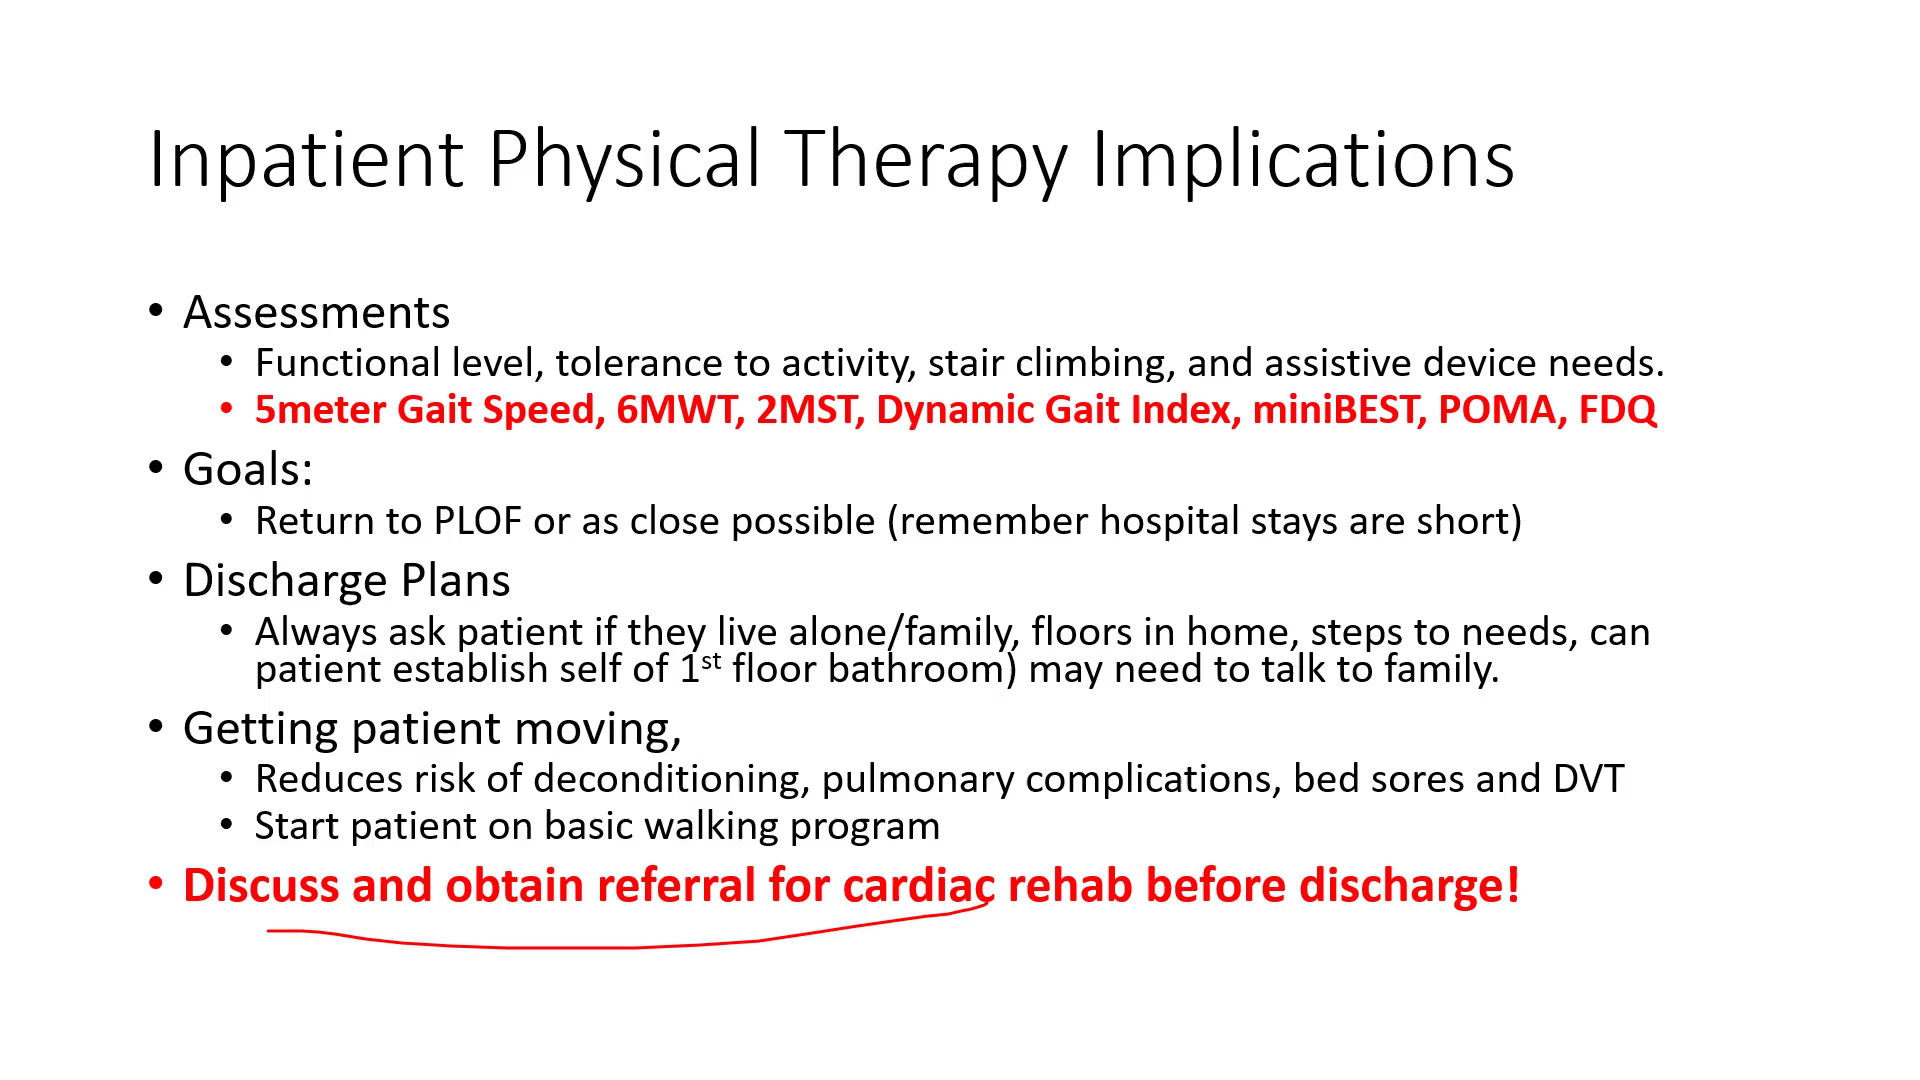 Inpatient Physical Therapy Implications
• Assessments
• Functional level, tolerance to activity, stair climbing, and assistive device needs.
• 5meter Gait Speed, 6MWT, 2MST, Dynamic Gait Index, miniBEST, POMA, FDQ
• Goals:
• Return to PLOF or as close possible (remember hospital stays are short)
• Discharge Plans
• Always ask patient if they live alone/family, floors in home, steps to needs, can
patient establish self of 1st floor bathroom) may need to talk to family.
• Getting patient moving,
• Reduces risk of deconditioning, pulmonary complications, bed sores and DVT
• Start patient on basic walking program
• Discuss and obtain referral for cardiac rehab before discharge!